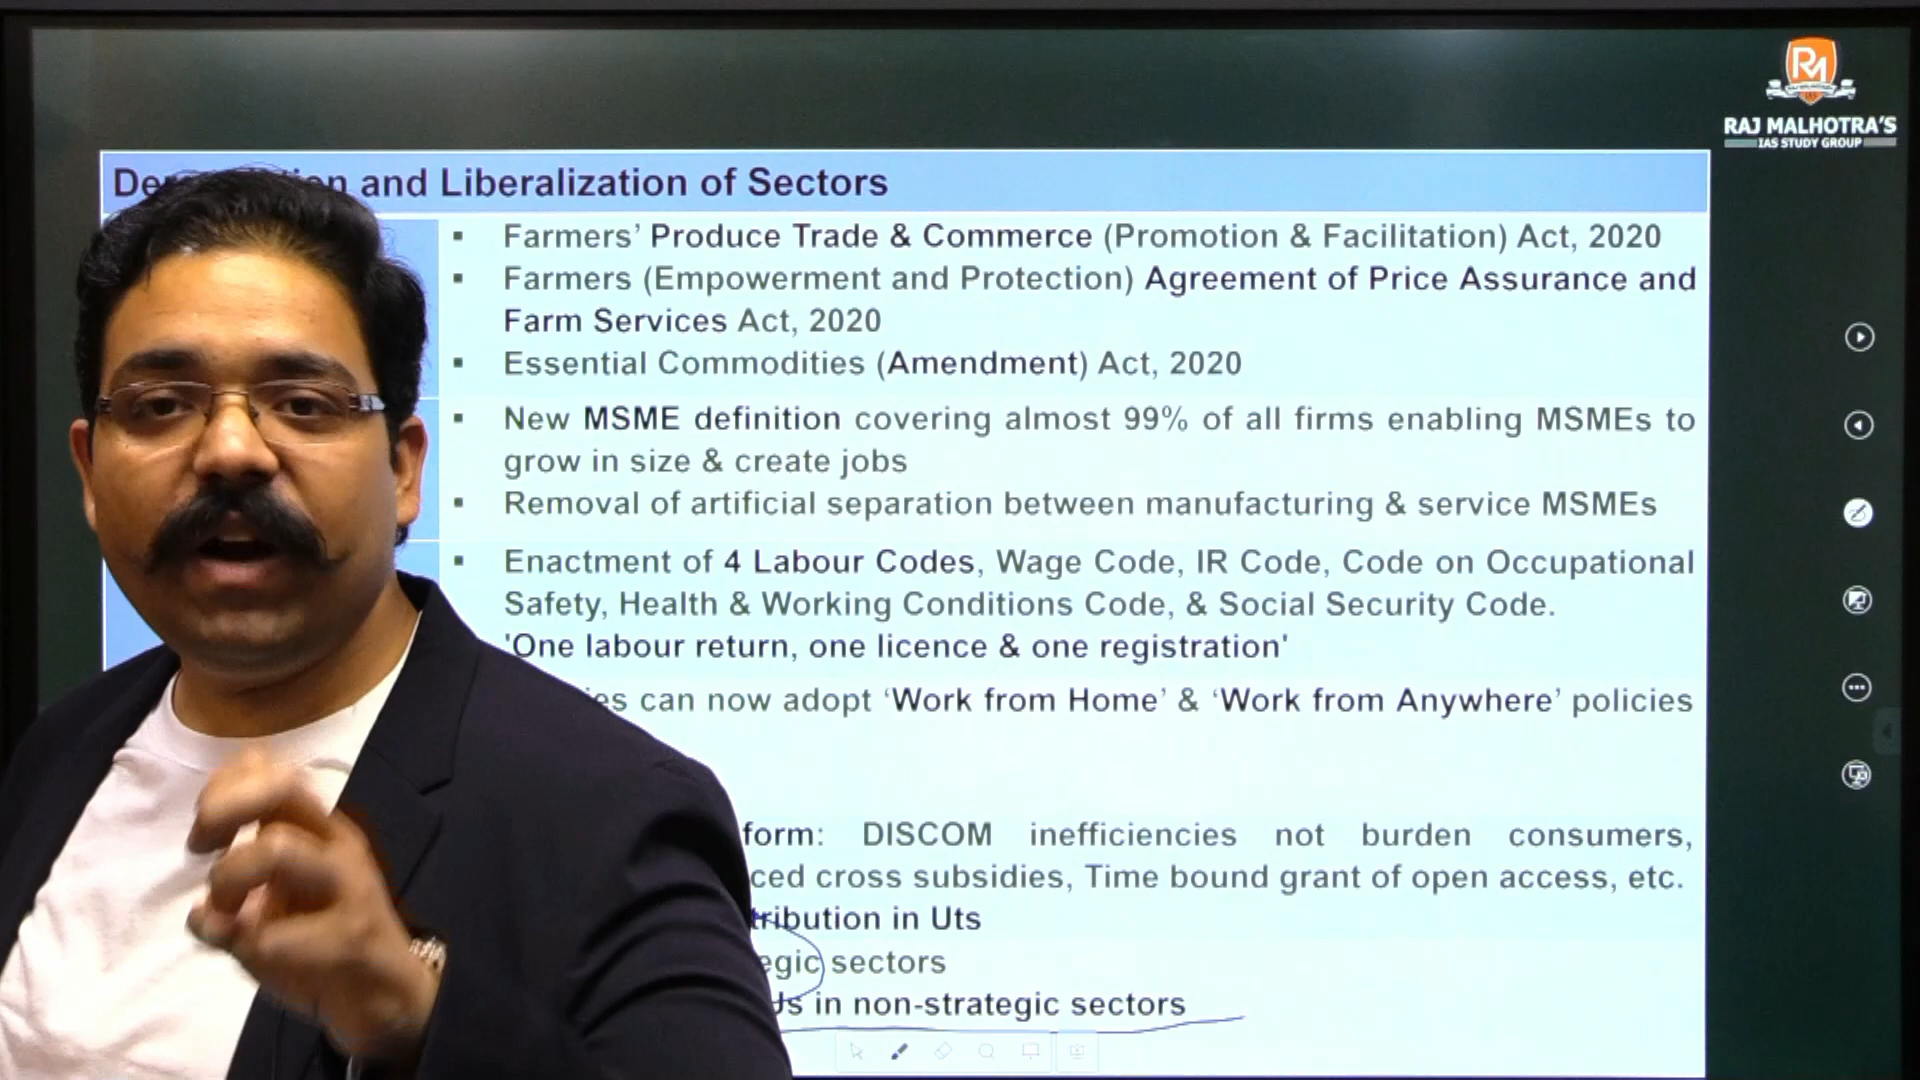 RM
RAJ MALHOTRA'S
IAS STUDY GROUP
and Liberalization of Sectors
▪ Farmers’ Produce Trade & Commerce (Promotion & Facilitation) Act, 2020
▪ Farmers (Empowerment and Protection) Agreement of Price Assurance and
Farm Services Act, 2020
▪ Essential Commodities (Amendment) Act, 2020
▪ New MSME definition covering almost 99% of all firms enabling MSMEs to
grow in size & create jobs
▪ Removal of artificial separation between manufacturing & service MSMEs
▪ Enactment of 4 Labour Codes, Wage Code, IR Code, Code on Occupational
Safety, Health & Working Conditions Code, & Social Security Code.
'One labour return, one licence & one registration'
can now adopt ‘Work from Home’ & ‘Work from Anywhere’ policies
form: DISCOM inefficiencies not burden consumers,
cross subsidies, Time bound grant of open access, etc.
in Uts
sectors
in non-strategic sectors